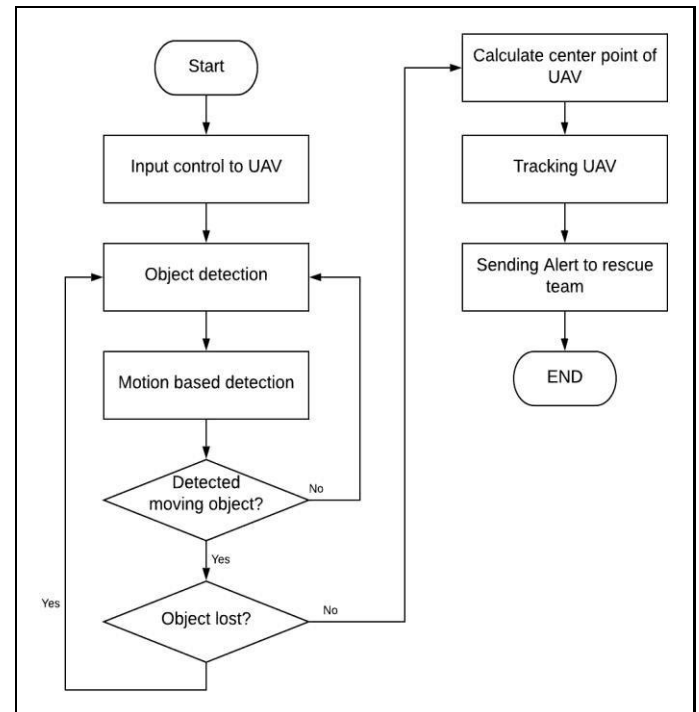 Start
Input control to UAV
Object detection
Motion based detection
Detected
moving object?
No
Yes
Object lost?
No
Yes
Calculate center point of
UAV
Tracking UAV
Sending Alert to rescue
team
END